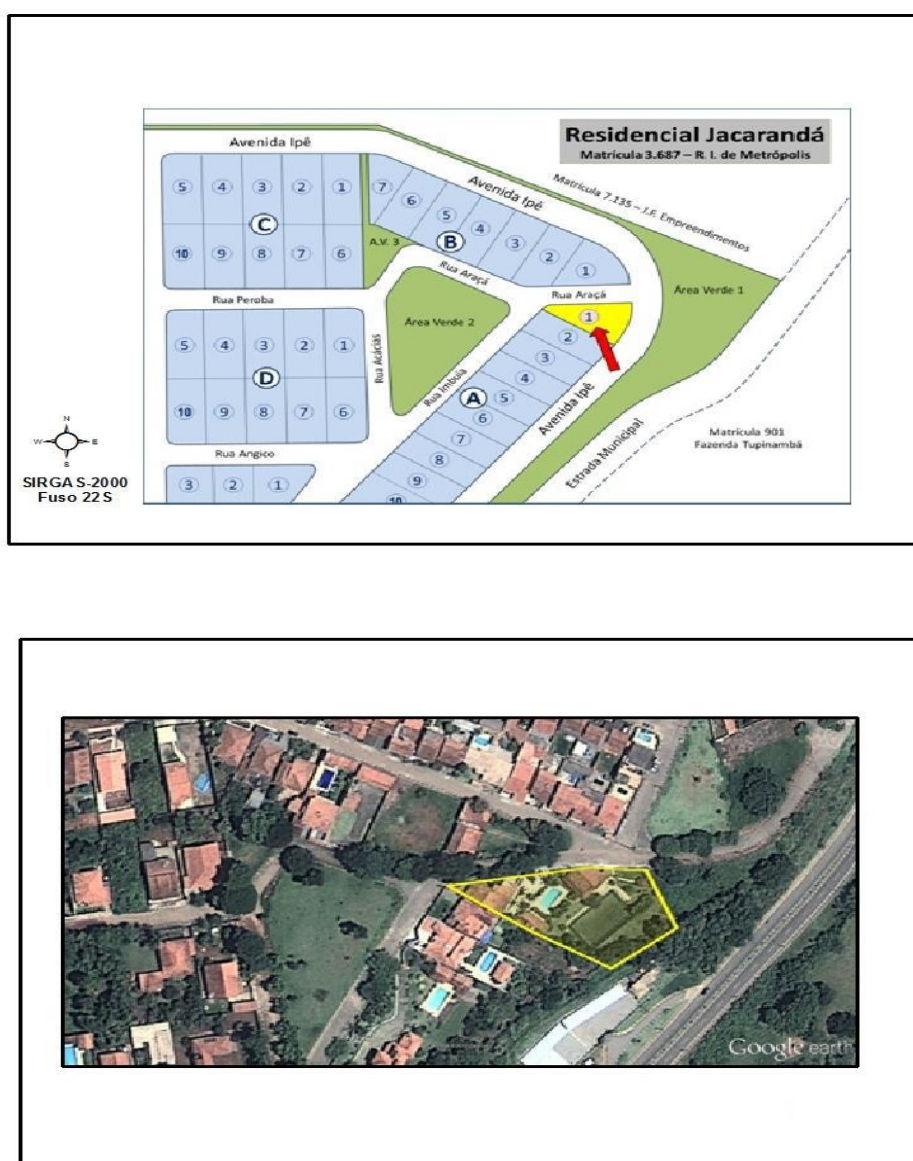 Residencial Jacarandá
Matrícula 3.687 – R. I. de Metrópolis
Avenida Ipê
Avenida Ipê
Matrícula 7.135 – J.F. Empreendimentos
5 4 3 2 1
C
10 9 8 7 6
7 6 5 4 3 2 1
B
A.V. 3
Rua Araçá
Rua Araçá
Área Verde 1
Rua Peroba
Área Verde 2
Rua Acácias
Rua Imbuia
1
2
3
4
5
6
7
8
9
10
A
Avenida Ipê
Estrada Municipal
5 4 3 2 1
D
10 9 8 7 6
Matrícula 901
Fazenda Tupinambá
Rua Angico
3 2 1
N
W E
S
SIRGAS-2000
Fuso 22S
Google earth